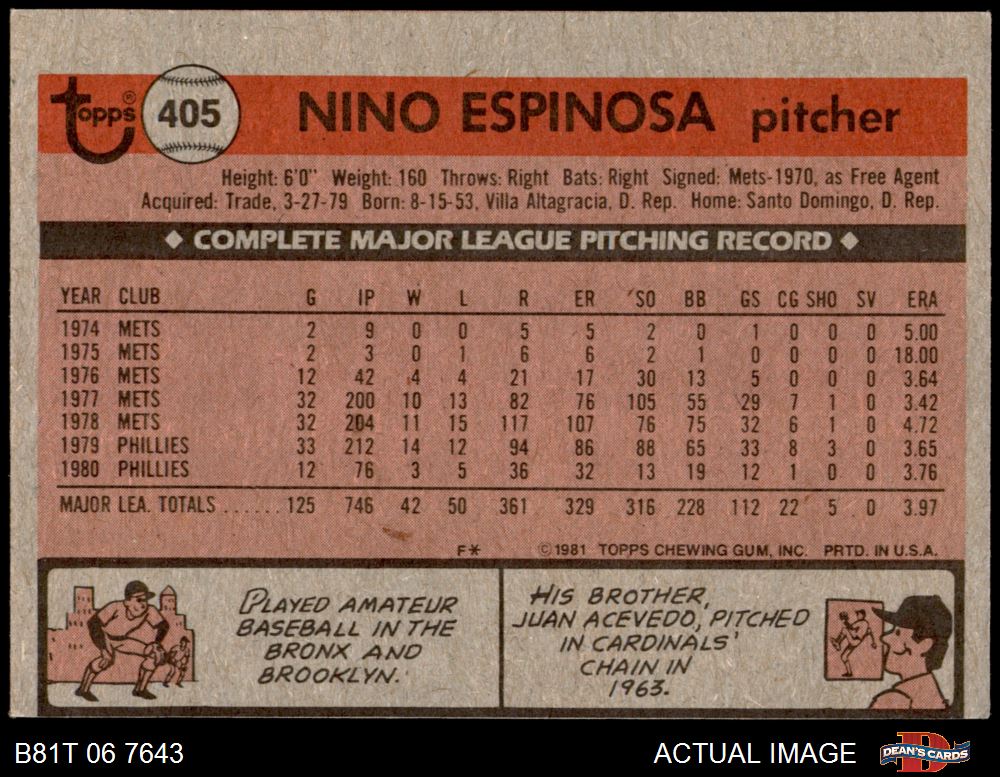 Topps® 405 NINO ESPINOSA pitcher
Height: 6'0" Weight: 160 Throws: Right Bats: Right Signed: Mets-1970, as Free Agent
Acquired: Trade, 3-27-79 Born: 8-15-53, Villa Altagracia, D. Rep. Home: Santo Domingo, D. Rep.
◆ COMPLETE MAJOR LEAGUE PITCHING RECORD ◆
YEAR CLUB G IP W L R ER SO BB GS CG SHO SV ERA
1974 METS 2 9 0 0 5 5 2 0 1 0 0 0 5.00
1975 METS 2 3 0 1 6 6 2 1 0 0 0 0 18.00
1976 METS 12 42 4 4 21 17 30 13 5 0 0 0 3.64
1977 METS 32 200 10 13 82 76 105 55 29 7 1 0 3.42
1978 METS 32 204 11 15 117 107 76 75 32 6 1 0 4.72
1979 PHILLIES 33 212 14 12 94 86 88 65 33 8 3 0 3.65
1980 PHILLIES 12 76 3 5 36 32 13 19 12 1 0 0 3.76
MAJOR LEA. TOTALS ...... 125 746 42 50 361 329 316 228 112 22 5 0 3.97
F* ©1981 TOPPS CHEWING GUM, INC. PRTD. IN U.S.A.
PLAYED AMATEUR
BASEBALL IN THE
BRONX AND
BROOKLYN.
HIS BROTHER,
JUAN ACEVEDO, PITCHED
IN CARDINALS'
CHAIN IN
1963.
B81T 06 7643 ACTUAL IMAGE DEAN'S CARDS